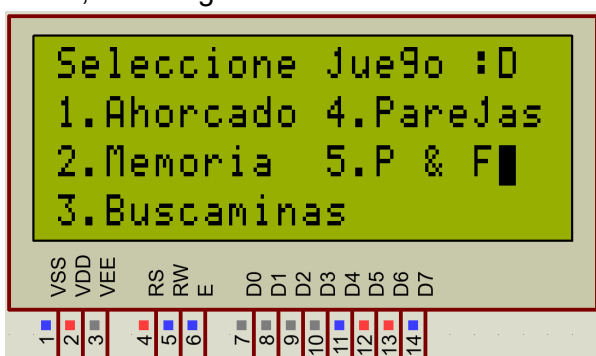 Seleccione Juego :D
1.Ahorcado 4.Parejas
2.Memoria 5.P & F
3.Buscaminas
VSS VDD VEE RS RW E D0 D1 D2 D3 D4 D5 D6 D7
1 2 3 4 5 6 7 8 9 10 11 12 13 14